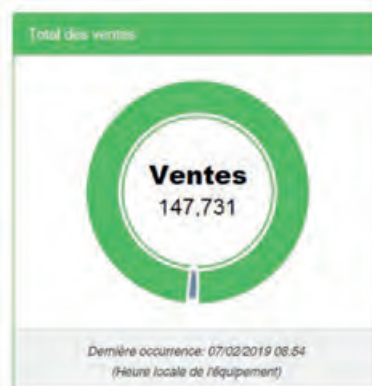 Total des ventes
Ventes
147,731
Dernière occurrence: 07/02/2019 08:54
(Heure locale de l'équipement)